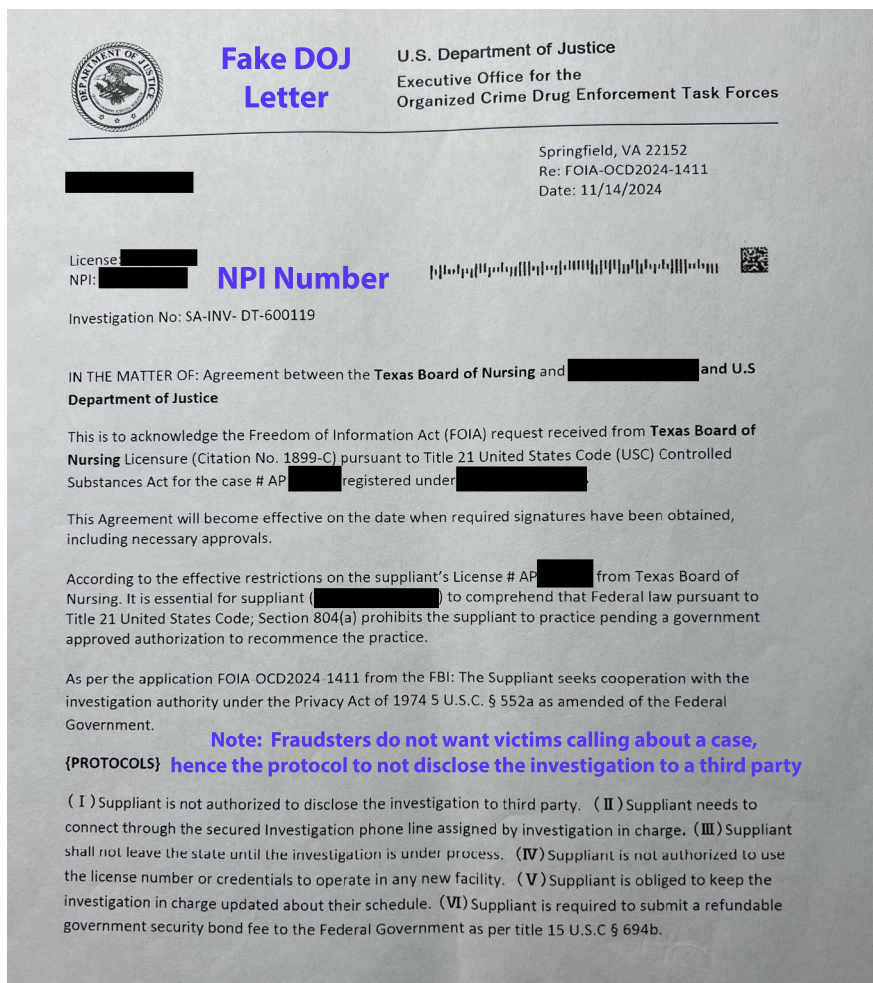 DEPARTMENT OF JUSTICE
Fake DOJ
Letter
U.S. Department of Justice
Executive Office for the
Organized Crime Drug Enforcement Task Forces
Springfield, VA 22152
Re: FOIA-OCD2024-1411
Date: 11/14/2024
License:
NPI:
NPI Number
Investigation No: SA-INV- DT-600119
IN THE MATTER OF: Agreement between the Texas Board of Nursing and and U.S
Department of Justice
This is to acknowledge the Freedom of Information Act (FOIA) request received from Texas Board of
Nursing Licensure (Citation No. 1899-C) pursuant to Title 21 United States Code (USC) Controlled
Substances Act for the case # AP registered under .
This Agreement will become effective on the date when required signatures have been obtained,
including necessary approvals.
According to the effective restrictions on the suppliant's License # AP from Texas Board of
Nursing. It is essential for suppliant ( ) to comprehend that Federal law pursuant to
Title 21 United States Code; Section 804(a) prohibits the suppliant to practice pending a government
approved authorization to recommence the practice.
As per the application FOIA OCD2024-1411 from the FBI: The Suppliant seeks cooperation with the
investigation authority under the Privacy Act of 1974 5 U.S.C. § 552a as amended of the Federal
Government.
Note: Fraudsters do not want victims calling about a case,
hence the protocol to not disclose the investigation to a third party
{PROTOCOLS}
(I) Suppliant is not authorized to disclose the investigation to third party. (II) Suppliant needs to
connect through the secured Investigation phone line assigned by investigation in charge. (III) Suppliant
shall not leave the state until the investigation is under process. (IV) Suppliant is not authorized to use
the license number or credentials to operate in any new facility. (V) Suppliant is obliged to keep the
investigation in charge updated about their schedule. (VI) Suppliant is required to submit a refundable
government security bond fee to the Federal Government as per title 15 U.S.C § 694b.